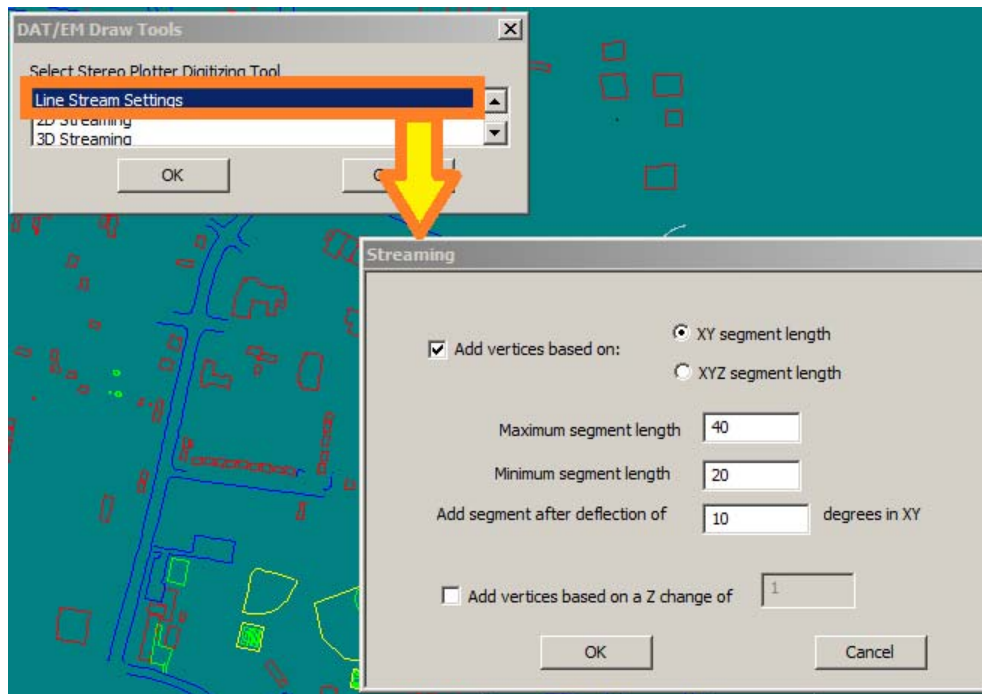 DAT/EM Draw Tools
Select Stereo Plotter Digitizing Tool
Line Stream Settings
2D Streaming
3D Streaming
OK
Streaming
Add vertices based on:
XY segment length
XYZ segment length
Maximum segment length 40
Minimum segment length 20
Add segment after deflection of 10 degrees in XY
Add vertices based on a Z change of 1
OK Cancel